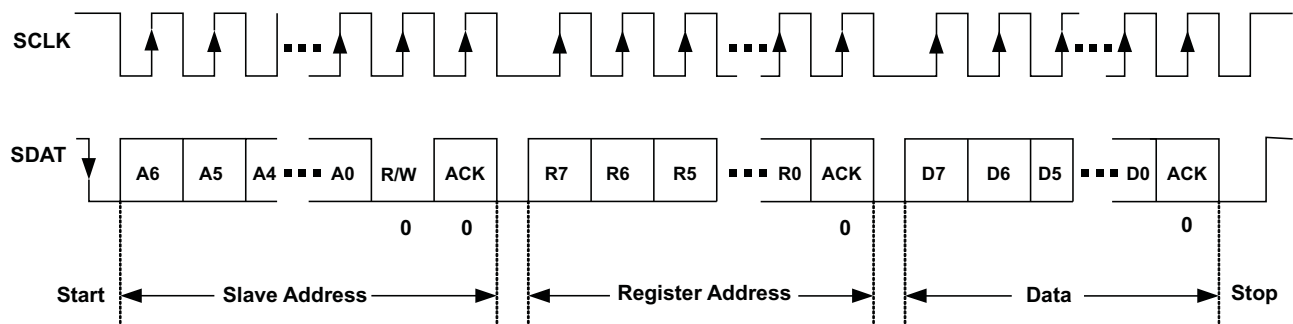 SCLK
SDAT
A6 A5 A4 A0 R/W ACK R7 R6 R5 R0 ACK D7 D6 D5 D0 ACK
0 0 0 0
Start Slave Address Register Address Data Stop